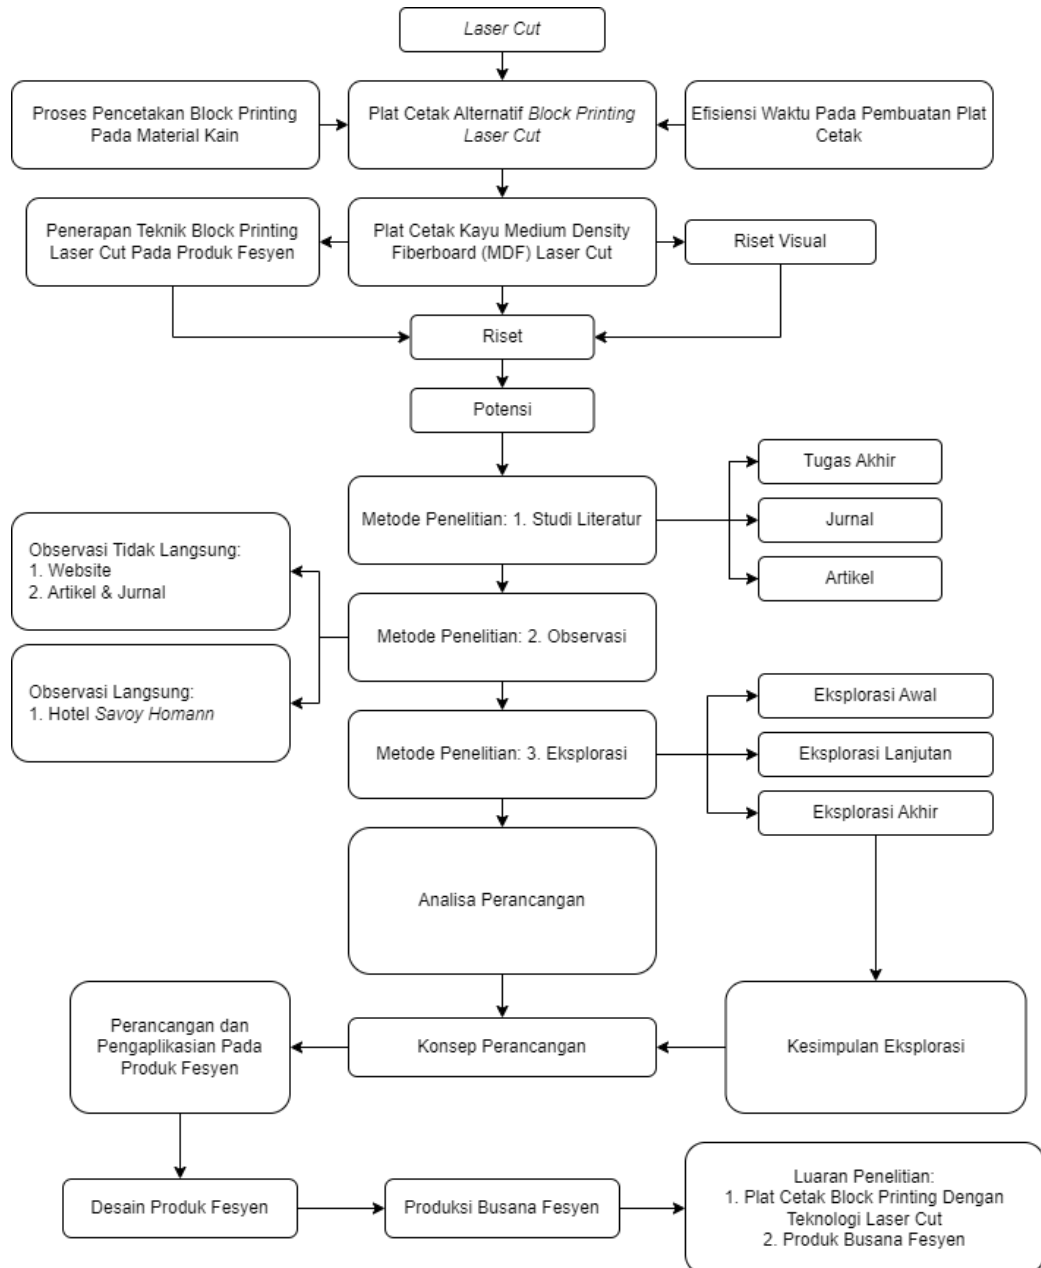 Laser Cut
Proses Pencetakan Block Printing
Pada Material Kain
Plat Cetak Alternatif Block Printing
Laser Cut
Efisiensi Waktu Pada Pembuatan Plat
Cetak
Penerapan Teknik Block Printing
Laser Cut Pada Produk Fesyen
Plat Cetak Kayu Medium Density
Fiberboard (MDF) Laser Cut
Riset Visual
Riset
Potensi
Metode Penelitian: 1. Studi Literatur
Tugas Akhir
Jurnal
Artikel
Observasi Tidak Langsung:
1. Website
2. Artikel & Jurnal
Metode Penelitian: 2. Observasi
Observasi Langsung:
1. Hotel Savoy Homann
Metode Penelitian: 3. Eksplorasi
Eksplorasi Awal
Eksplorasi Lanjutan
Eksplorasi Akhir
Analisa Perancangan
Perancangan dan
Pengaplikasian Pada
Produk Fesyen
Konsep Perancangan
Kesimpulan Eksplorasi
Desain Produk Fesyen
Produksi Busana Fesyen
Luaran Penelitian:
1. Plat Cetak Block Printing Dengan
Teknologi Laser Cut
2. Produk Busana Fesyen